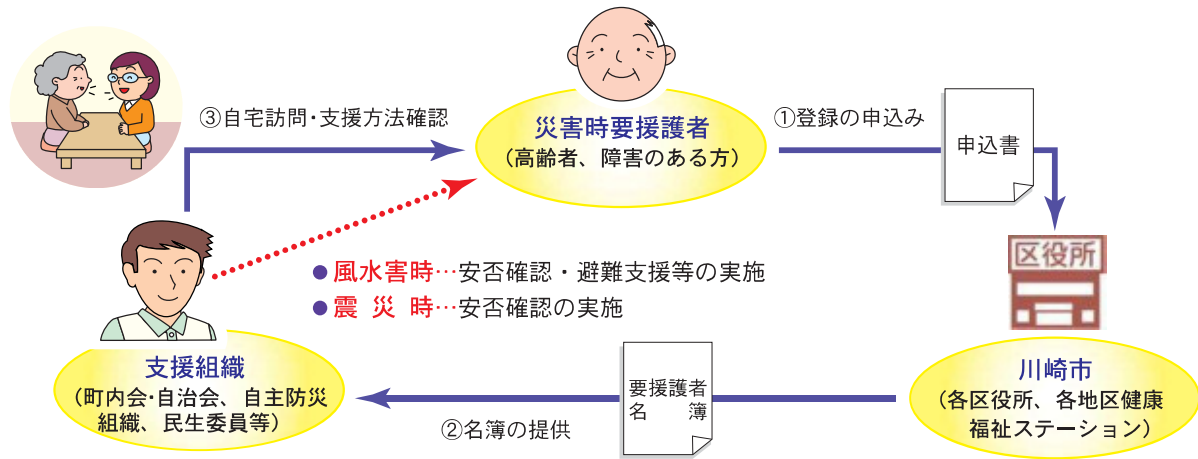 ③自宅訪問・支援方法確認
災害時要援護者
（高齢者、障害のある方）
①登録の申込み
申込書
区役所
●風水害時…安否確認・避難支援等の実施
●震災時…安否確認の実施
支援組織
（町内会・自治会、自主防災
組織、民生委員等）
要援護者
名簿
②名簿の提供
川崎市
（各区役所、各地区健康
福祉ステーション）